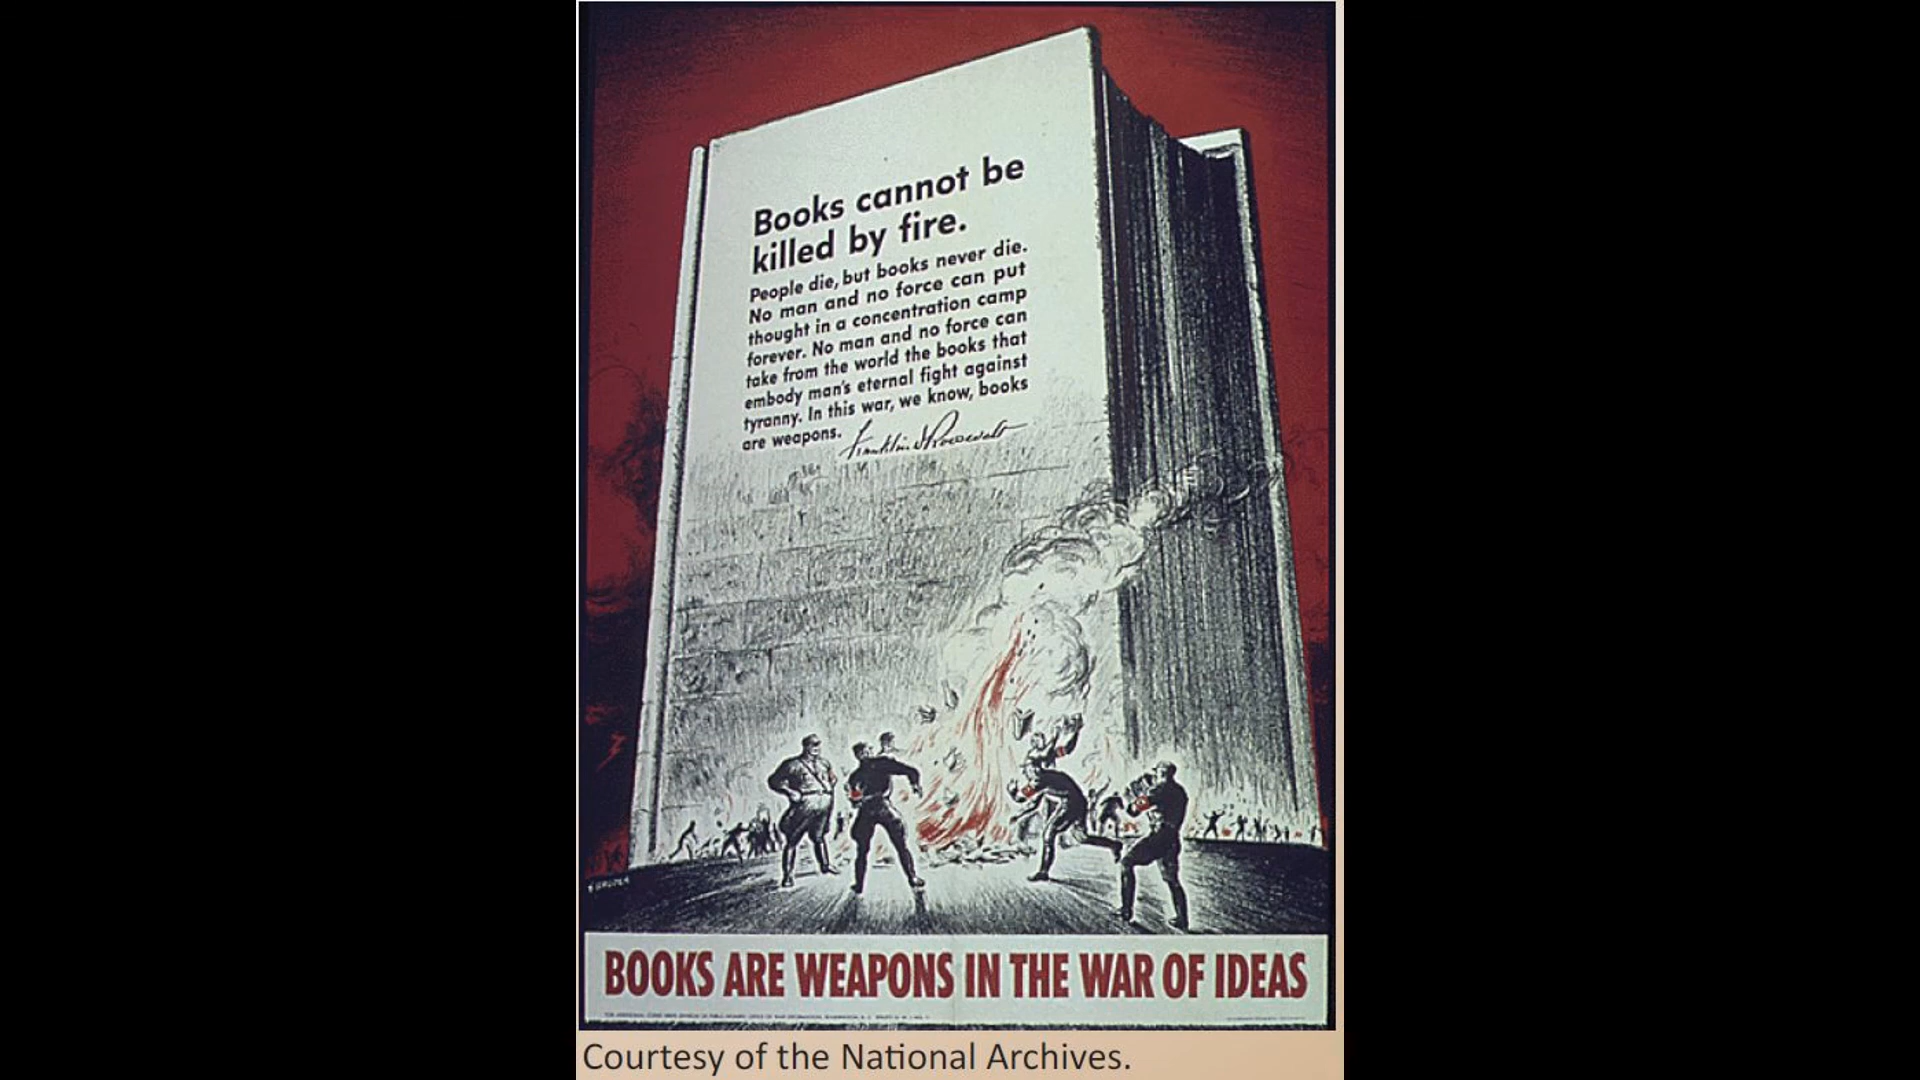 Books cannot be
killed by fire.
People die, but books never die.
No man and no force can put
thought in a concentration camp
forever. No man and no force can
take from the world the books that
embody man's eternal fight against
tyranny. In this war, we know, books
are weapons. Franklin D Roosevelt
BOOKS ARE WEAPONS IN THE WAR OF IDEAS
Courtesy of the National Archives.